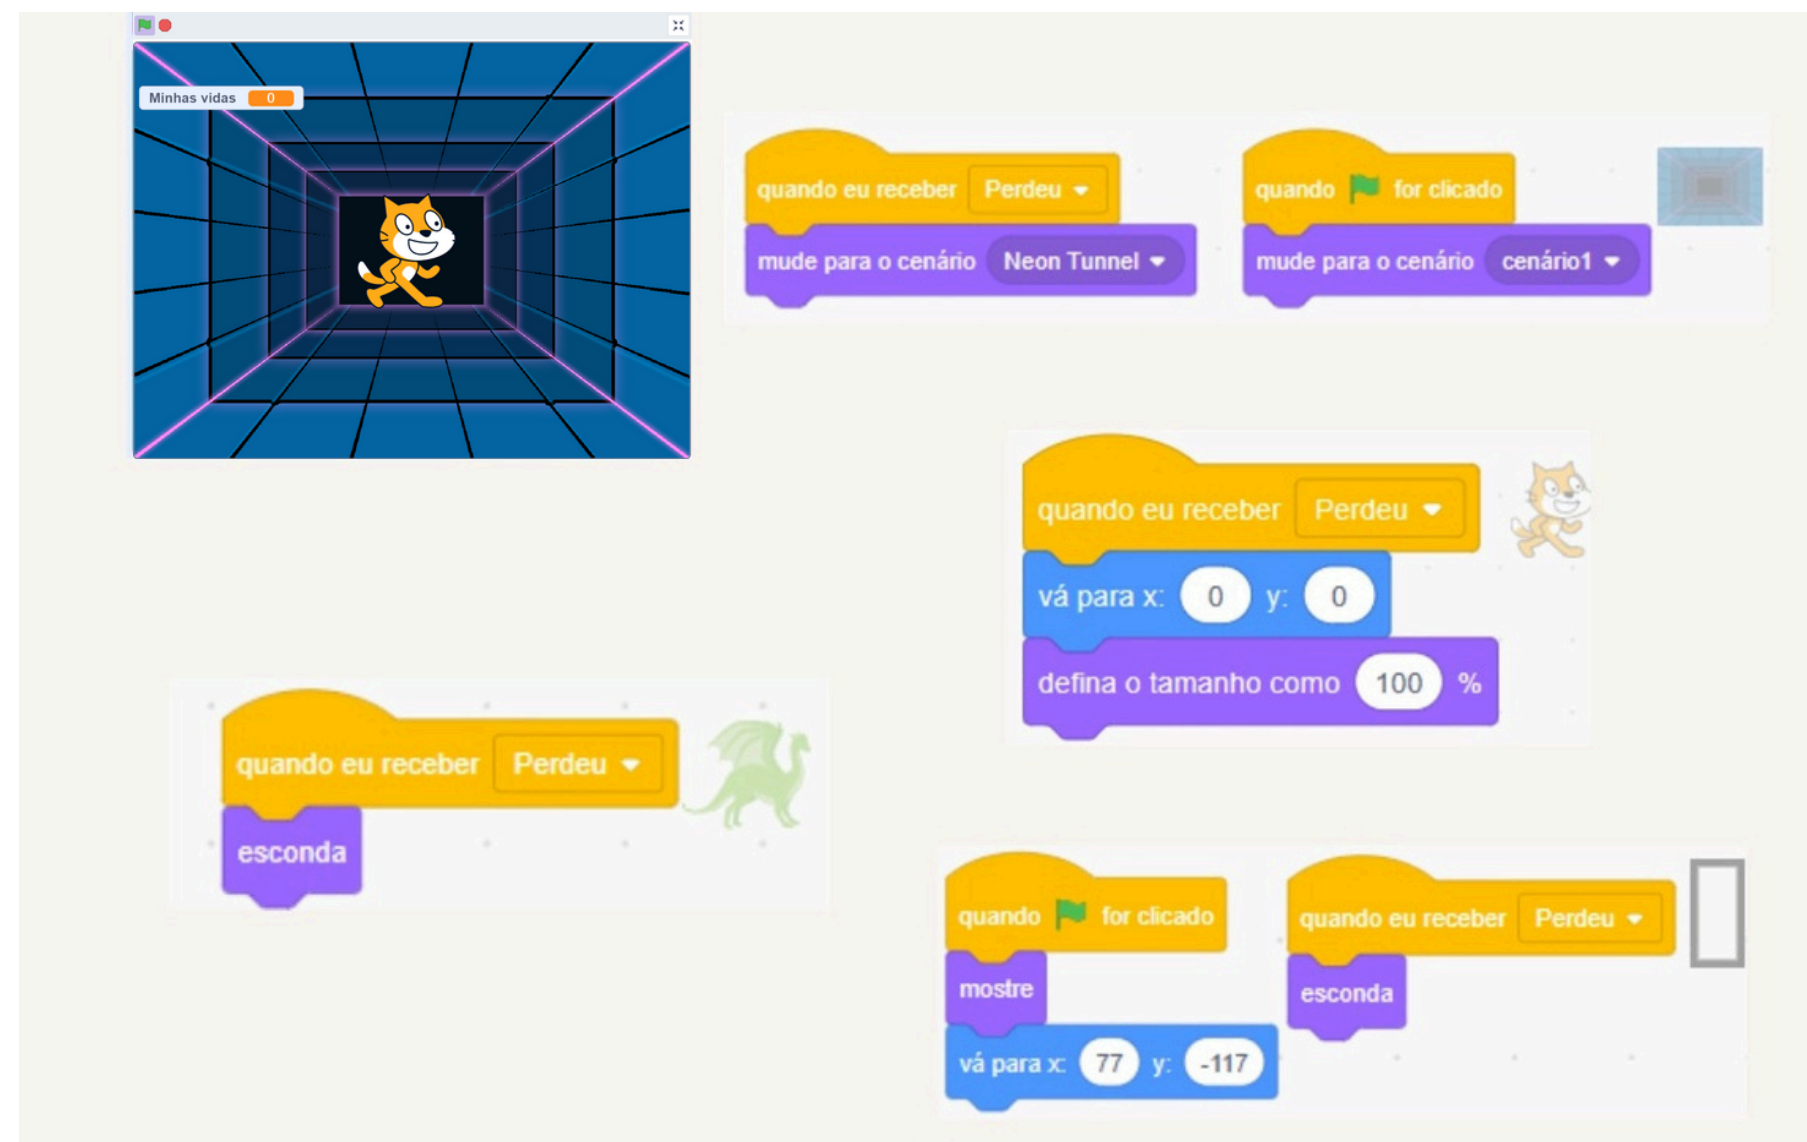 Minhas vidas 0
quando eu receber Perdeu
mude para o cenário Neon Tunnel
quando for clicado
mude para o cenário cenário1
quando eu receber Perdeu
vá para x: 0 y: 0
defina o tamanho como 100 %
quando eu receber Perdeu
esconda
quando for clicado
mostre
vá para x: 77 y: -117
quando eu receber Perdeu
esconda